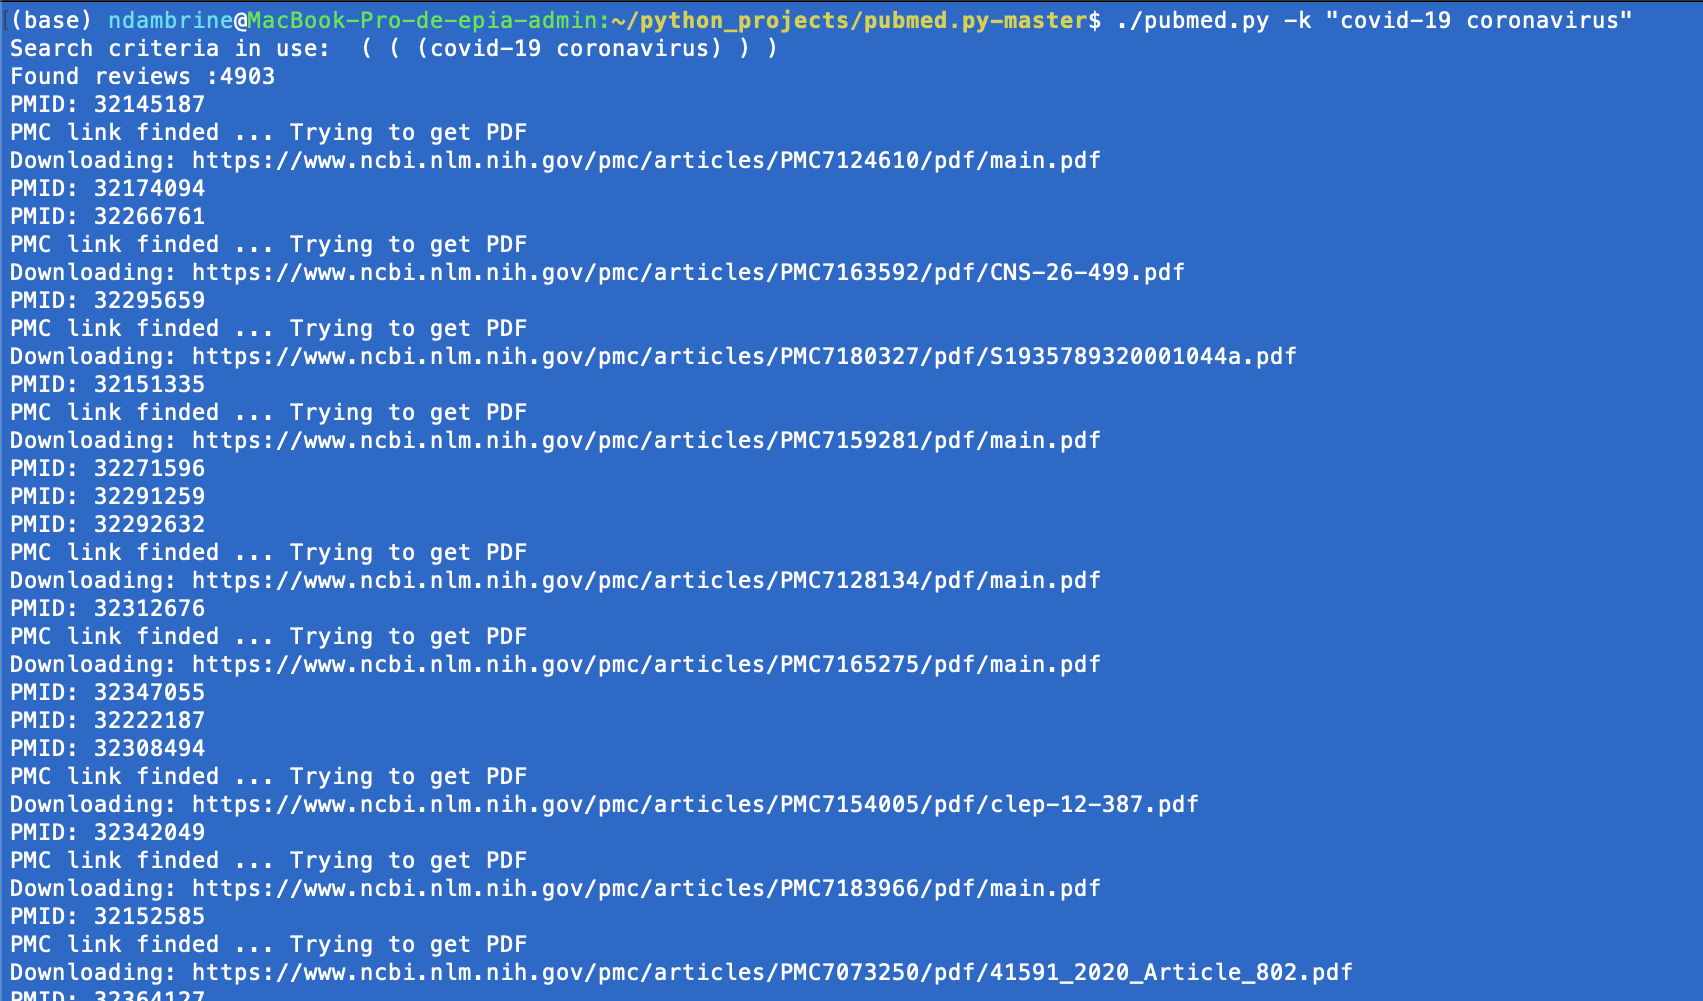 (base) ndambrine@MacBook-Pro-de-epia-admin:~/python_projects/pubmed.py-master$ ./pubmed.py -k "covid-19 coronavirus"
Search criteria in use:  ( ( (covid-19 coronavirus) ) )
Found reviews :4903
PMID: 32145187
PMC link finded ... Trying to get PDF
Downloading: https://www.ncbi.nlm.nih.gov/pmc/articles/PMC7124610/pdf/main.pdf
PMID: 32174094
PMID: 32266761
PMC link finded ... Trying to get PDF
Downloading: https://www.ncbi.nlm.nih.gov/pmc/articles/PMC7163592/pdf/CNS-26-499.pdf
PMID: 32295659
PMC link finded ... Trying to get PDF
Downloading: https://www.ncbi.nlm.nih.gov/pmc/articles/PMC7180327/pdf/S1935789320001044a.pdf
PMID: 32151335
PMC link finded ... Trying to get PDF
Downloading: https://www.ncbi.nlm.nih.gov/pmc/articles/PMC7159281/pdf/main.pdf
PMID: 32271596
PMID: 32291259
PMID: 32292632
PMC link finded ... Trying to get PDF
Downloading: https://www.ncbi.nlm.nih.gov/pmc/articles/PMC7128134/pdf/main.pdf
PMID: 32312676
PMC link finded ... Trying to get PDF
Downloading: https://www.ncbi.nlm.nih.gov/pmc/articles/PMC7165275/pdf/main.pdf
PMID: 32347055
PMID: 32222187
PMID: 32308494
PMC link finded ... Trying to get PDF
Downloading: https://www.ncbi.nlm.nih.gov/pmc/articles/PMC7154005/pdf/clep-12-387.pdf
PMID: 32342049
PMC link finded ... Trying to get PDF
Downloading: https://www.ncbi.nlm.nih.gov/pmc/articles/PMC7183966/pdf/main.pdf
PMID: 32152585
PMC link finded ... Trying to get PDF
Downloading: https://www.ncbi.nlm.nih.gov/pmc/articles/PMC7073250/pdf/41591_2020_Article_802.pdf
PMID: 32364127